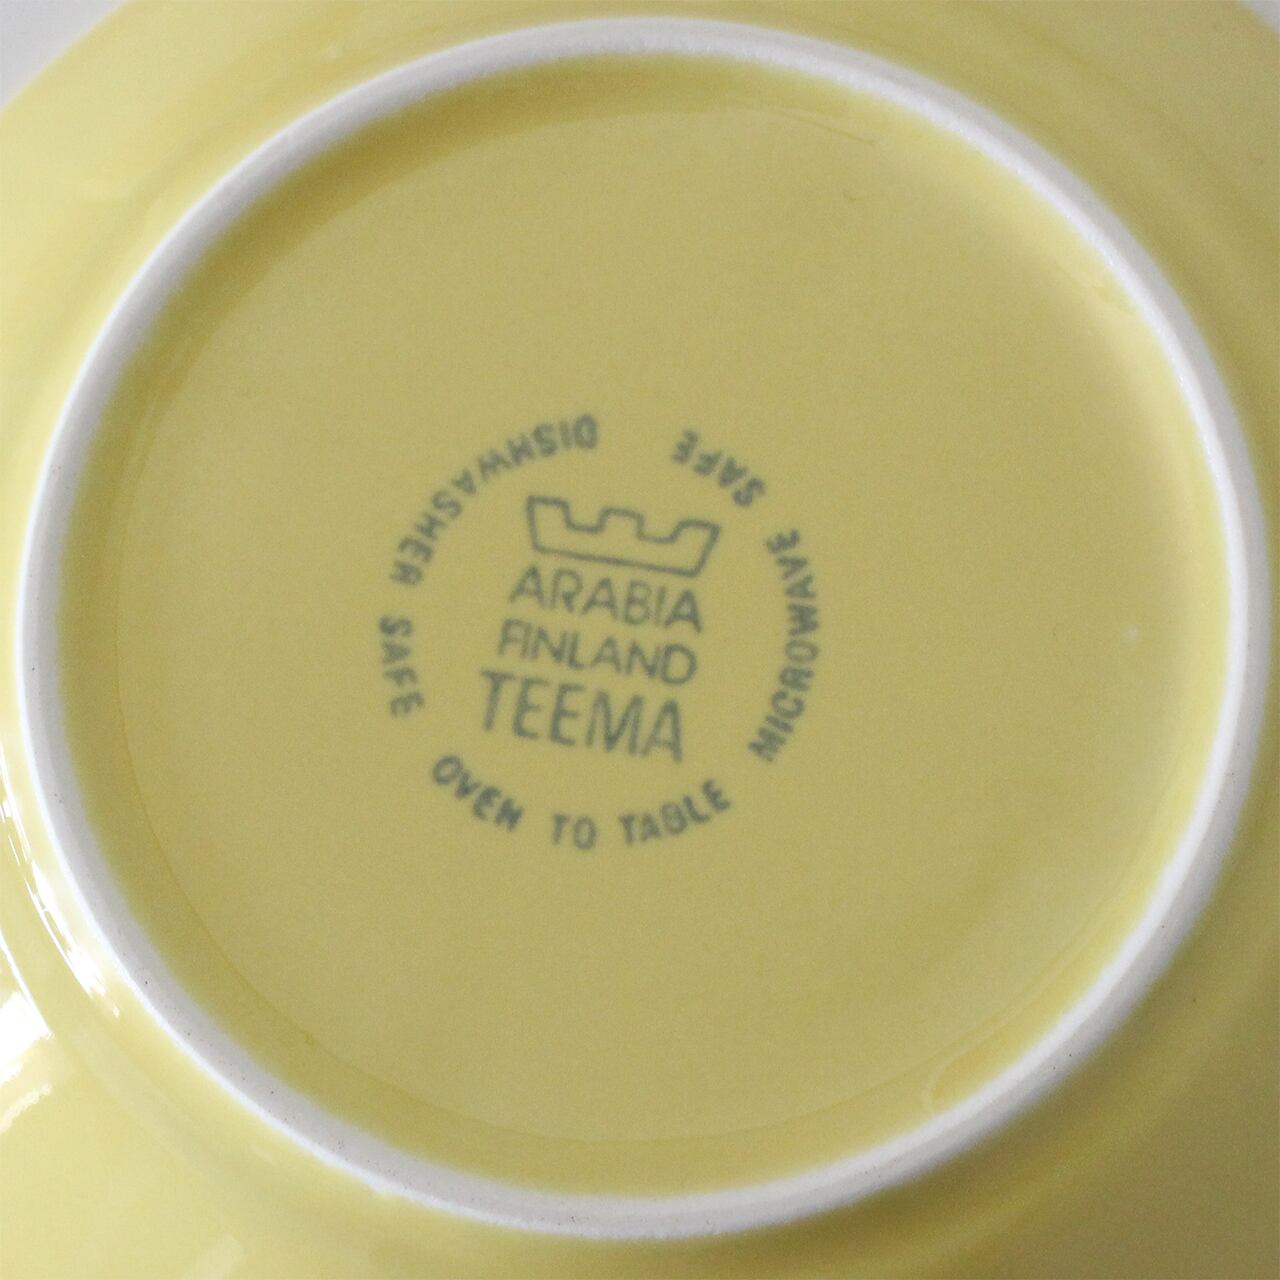 ARABIA
FINLAND
TEEMA
DISHWASHER SAFE
OVEN TO TABLE
MICROWAVE SAFE